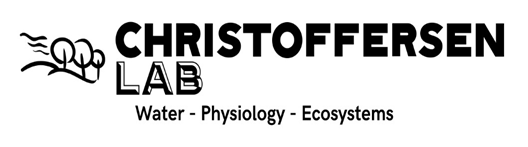 CHRISTOFFERSEN
LAB
Water - Physiology - Ecosystems